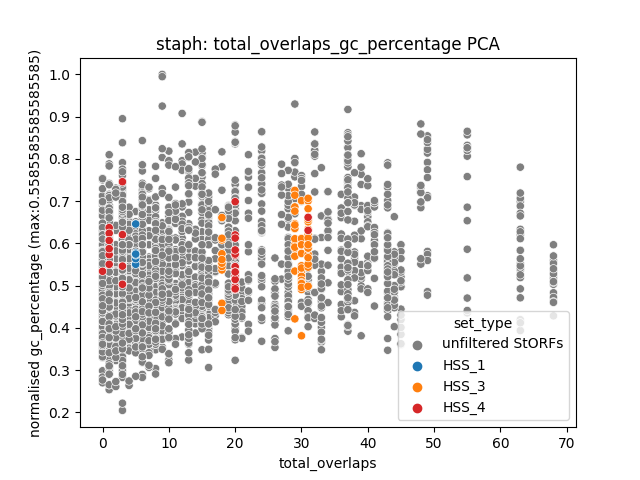 staph: total_overlaps_gc_percentage PCA
normalised gc_percentage (max:0.5585585585585585)
1.0
0.9
0.8
0.7
0.6
0.5
0.4
0.3
0.2
0 10 20 30 40 50 60 70
total_overlaps
set_type
unfiltered StORFs
HSS_1
HSS_3
HSS_4